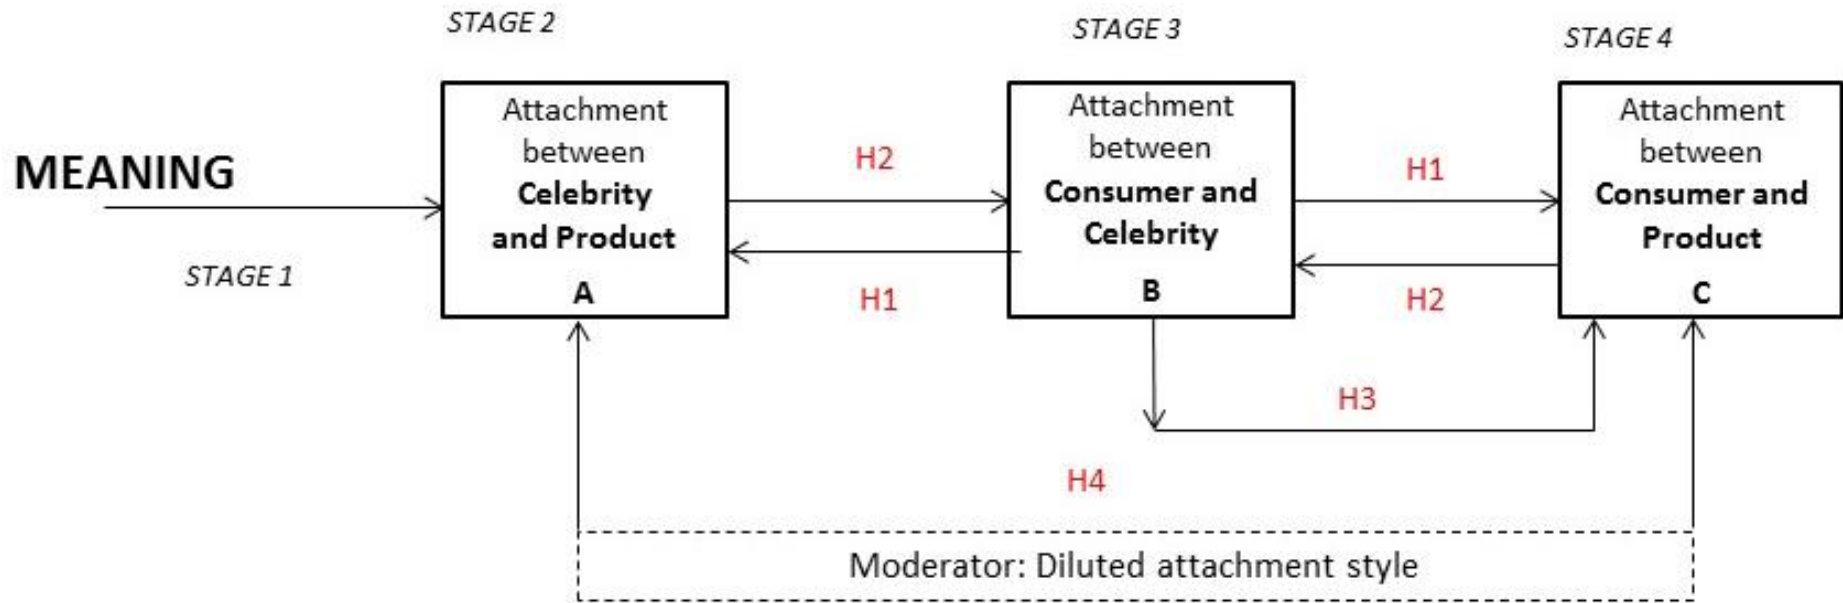 STAGE 2
STAGE 3
STAGE 4
MEANING
STAGE 1
Attachment
between
Celebrity
and Product
A
H2
H1
Attachment
between
Consumer and
Celebrity
B
H1
H2
Attachment
between
Consumer and
Product
C
H3
H4
Moderator: Diluted attachment style